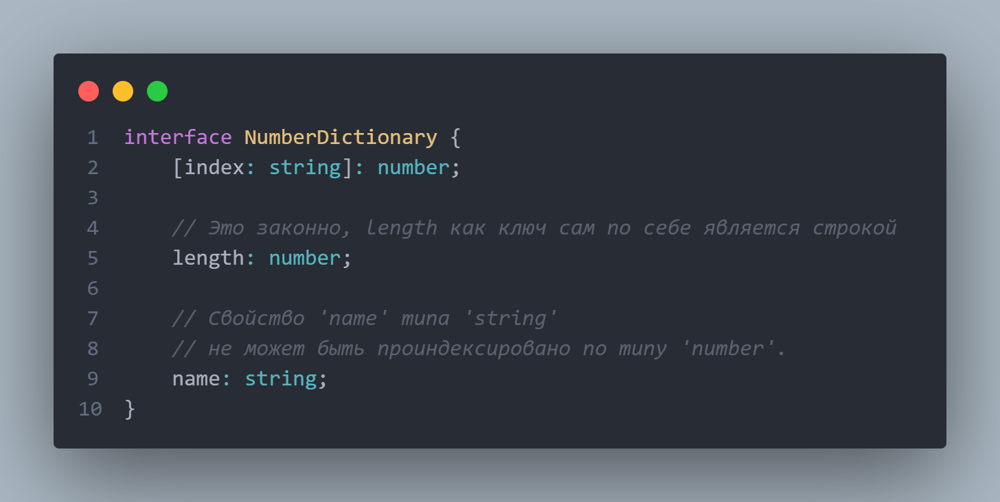 1 interface NumberDictionary {
2 [index: string]: number;
3
4 // Это законно, length как ключ сам по себе является строкой
5 length: number;
6
7 // Свойство 'name' типа 'string'
8 // не может быть проиндексировано по типу 'number'.
9 name: string;
10 }